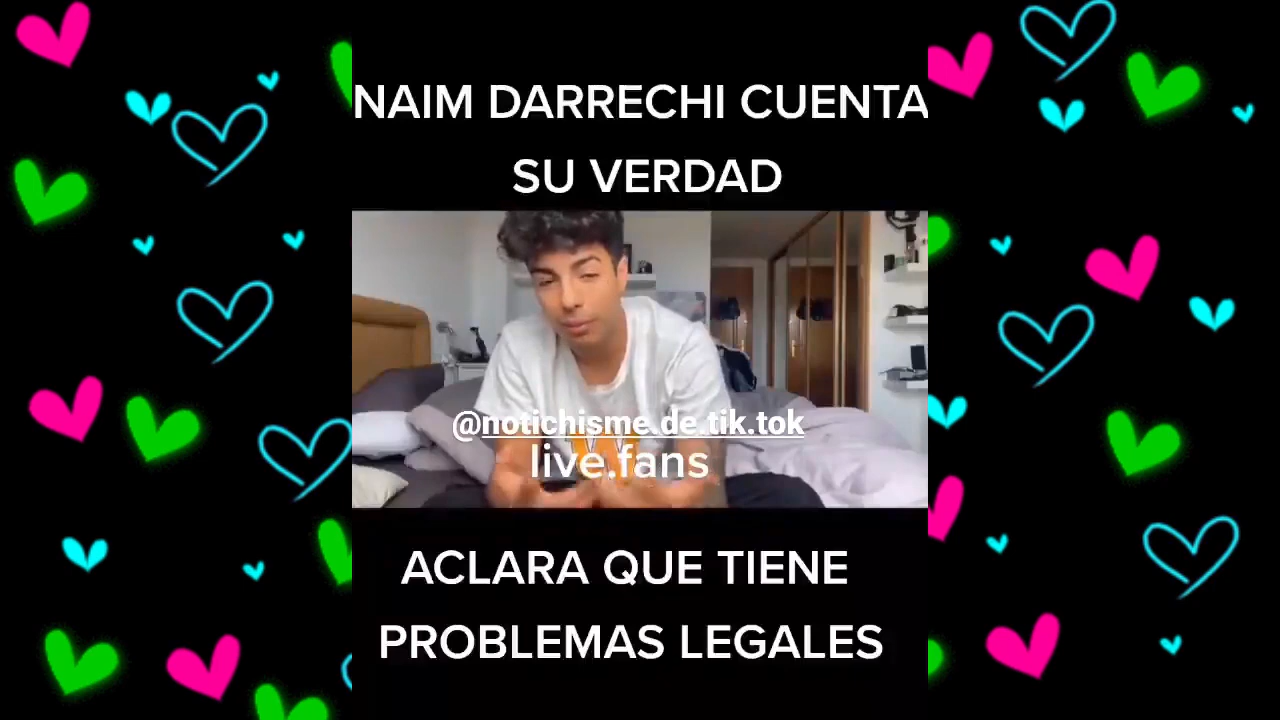 NAIM DARRECHI CUENTA
SU VERDAD
@notichisme.de.tik.tok
live.fans
ACLARA QUE TIENE
PROBLEMAS LEGALES